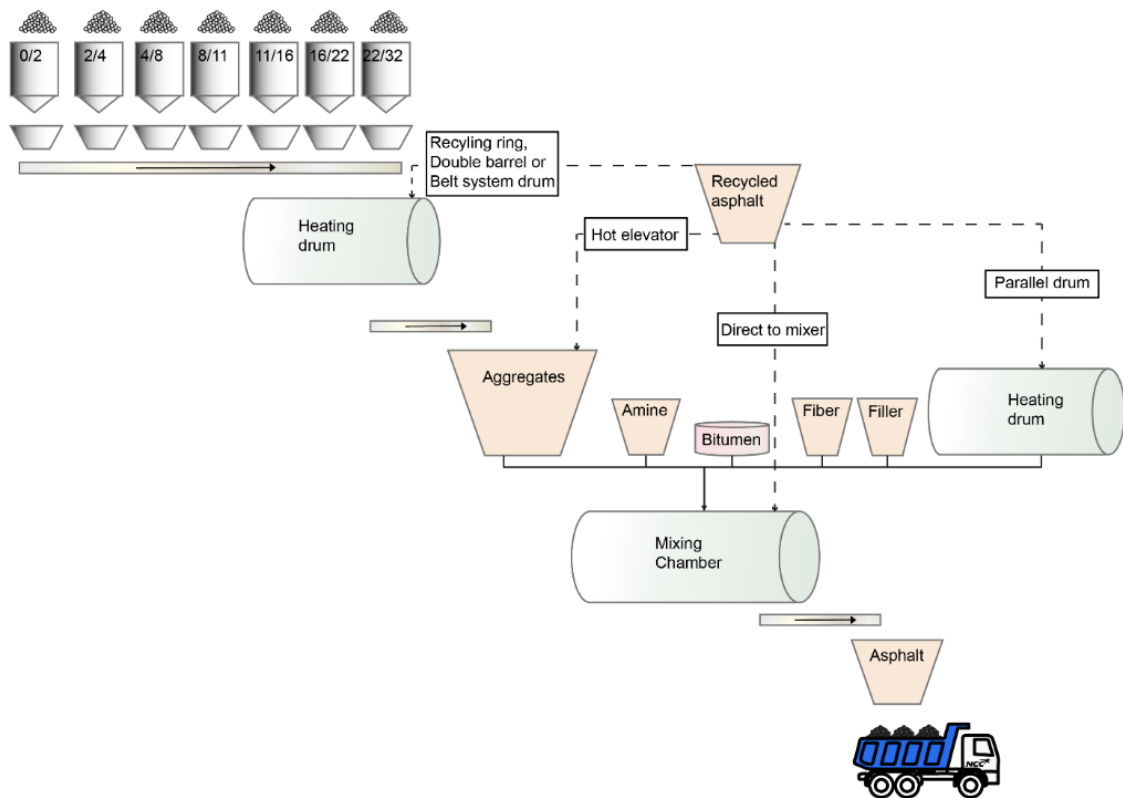 0/2
2/4
4/8
8/11
11/16
16/22
22/32
Recyling ring,
Double barrel or
Belt system drum
Recycled
asphalt
Heating
drum
Hot elevator
Parallel drum
Direct to mixer
Aggregates
Amine
Bitumen
Fiber
Filler
Heating
drum
Mixing
Chamber
Asphalt
NCC